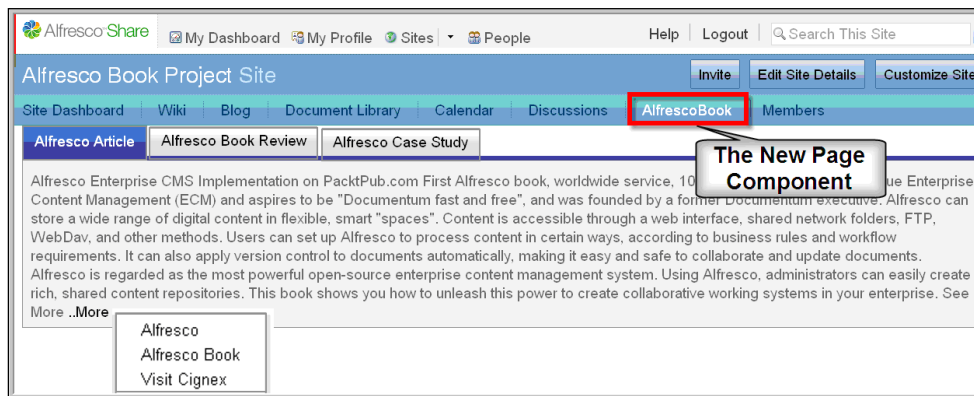 Alfresco Share My Dashboard My Profile Sites People Help Logout Search This Site
Alfresco Book Project Site Invite Edit Site Details Customize Site
Site Dashboard Wiki Blog Document Library Calendar Discussions AlfrescoBook Members
Alfresco Article Alfresco Book Review Alfresco Case Study
The New Page
Component
Alfresco Enterprise CMS Implementation on PacktPub.com First Alfresco book, worldwide service, 10 ue Enterprise
Content Management (ECM) and aspires to be "Documentum fast and free", and was founded by a former Documentum executive. Alfresco can
store a wide range of digital content in flexible, smart "spaces". Content is accessible through a web interface, shared network folders, FTP,
WebDav, and other methods. Users can set up Alfresco to process content in certain ways, according to business rules and workflow
requirements. It can also apply version control to documents automatically, making it easy and safe to collaborate and update documents.
Alfresco is regarded as the most powerful open-source enterprise content management system. Using Alfresco, administrators can easily create
rich, shared content repositories. This book shows you how to unleash this power to create collaborative working systems in your enterprise. See
More ..More
Alfresco
Alfresco Book
Visit Cignex